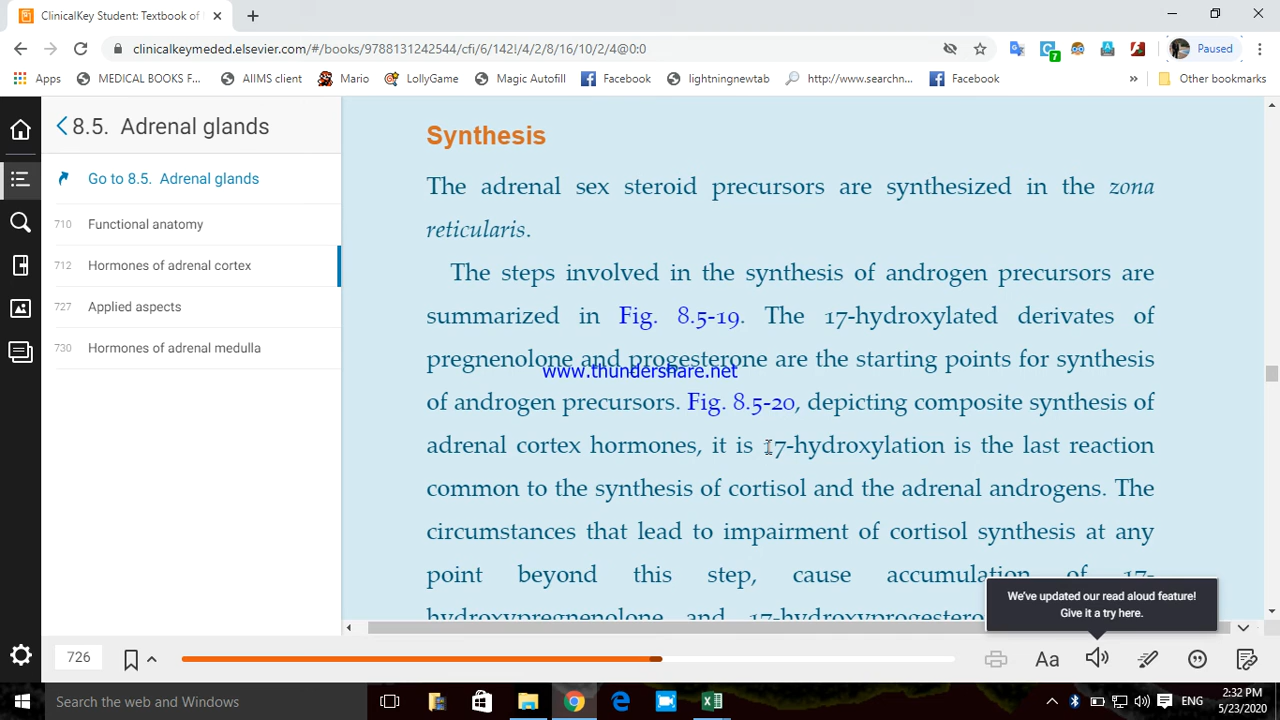 ClinicalKey Student: Textbook of
clinicalkeymeded.elsevier.com/#/books/9788131242544/cfi/6/142!/4/2/8/16/10/2/4@0:0
7
Paused
Apps
MEDICAL BOOKS F...
AIIMS client
Mario
LollyGame
Magic Autofill
Facebook
lightningnewtab
http://www.searchn...
Facebook
»
Other bookmarks
8.5. Adrenal glands
Go to 8.5. Adrenal glands
710 Functional anatomy
712 Hormones of adrenal cortex
727 Applied aspects
730 Hormones of adrenal medulla
Synthesis
The adrenal sex steroid precursors are synthesized in the zona
reticularis.
The steps involved in the synthesis of androgen precursors are
summarized in Fig. 8.5-19. The 17-hydroxylated derivates of
pregnenolone and progesterone are the starting points for synthesis
www.thundershare.net
of androgen precursors. Fig. 8.5-20, depicting composite synthesis of
adrenal cortex hormones, it is 17-hydroxylation is the last reaction
common to the synthesis of cortisol and the adrenal androgens. The
circumstances that lead to impairment of cortisol synthesis at any
point beyond this step, cause accumulation of 17-
hydroxypregnenolone and 17-hydroxyprogestero
We've updated our read aloud feature!
Give it a try here.
726
Aa
Search the web and Windows
ENG
2:32 PM
5/23/2020